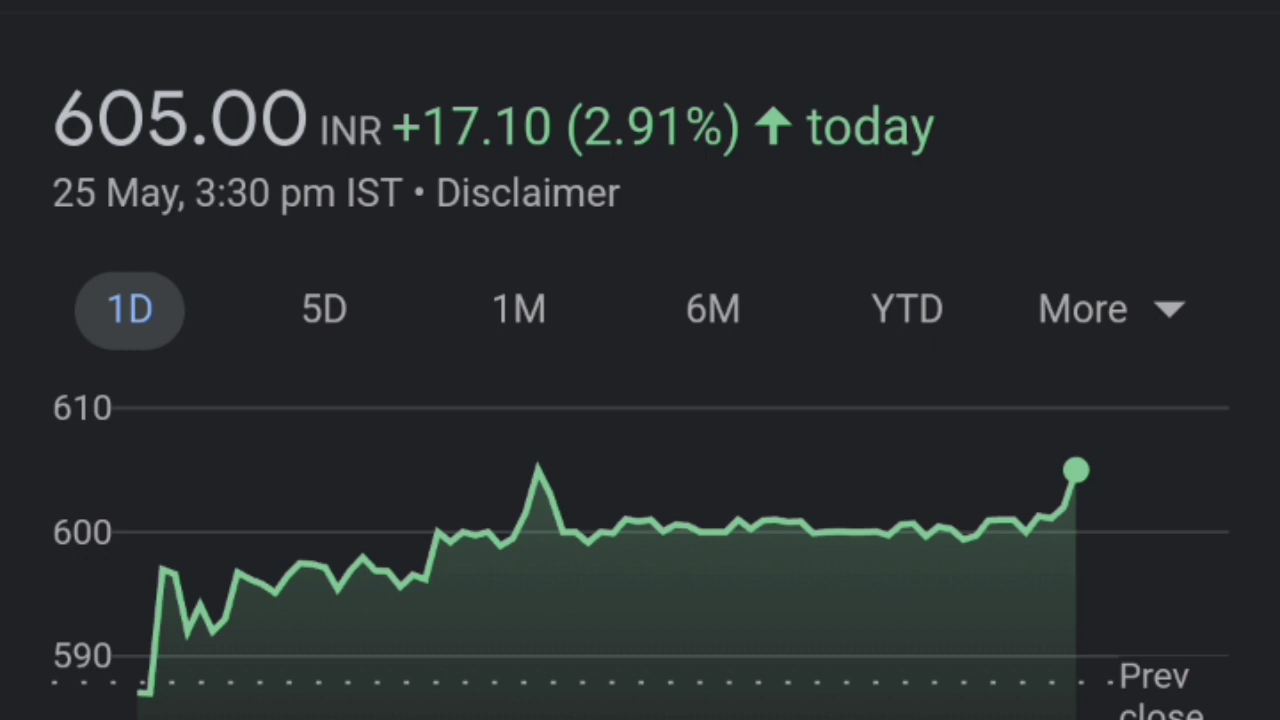 605.00 INR +17.10 (2.91%) ↑ today
25 May, 3:30 pm IST • Disclaimer
1D 5D 1M 6M YTD More
610
600
590
Prev
close